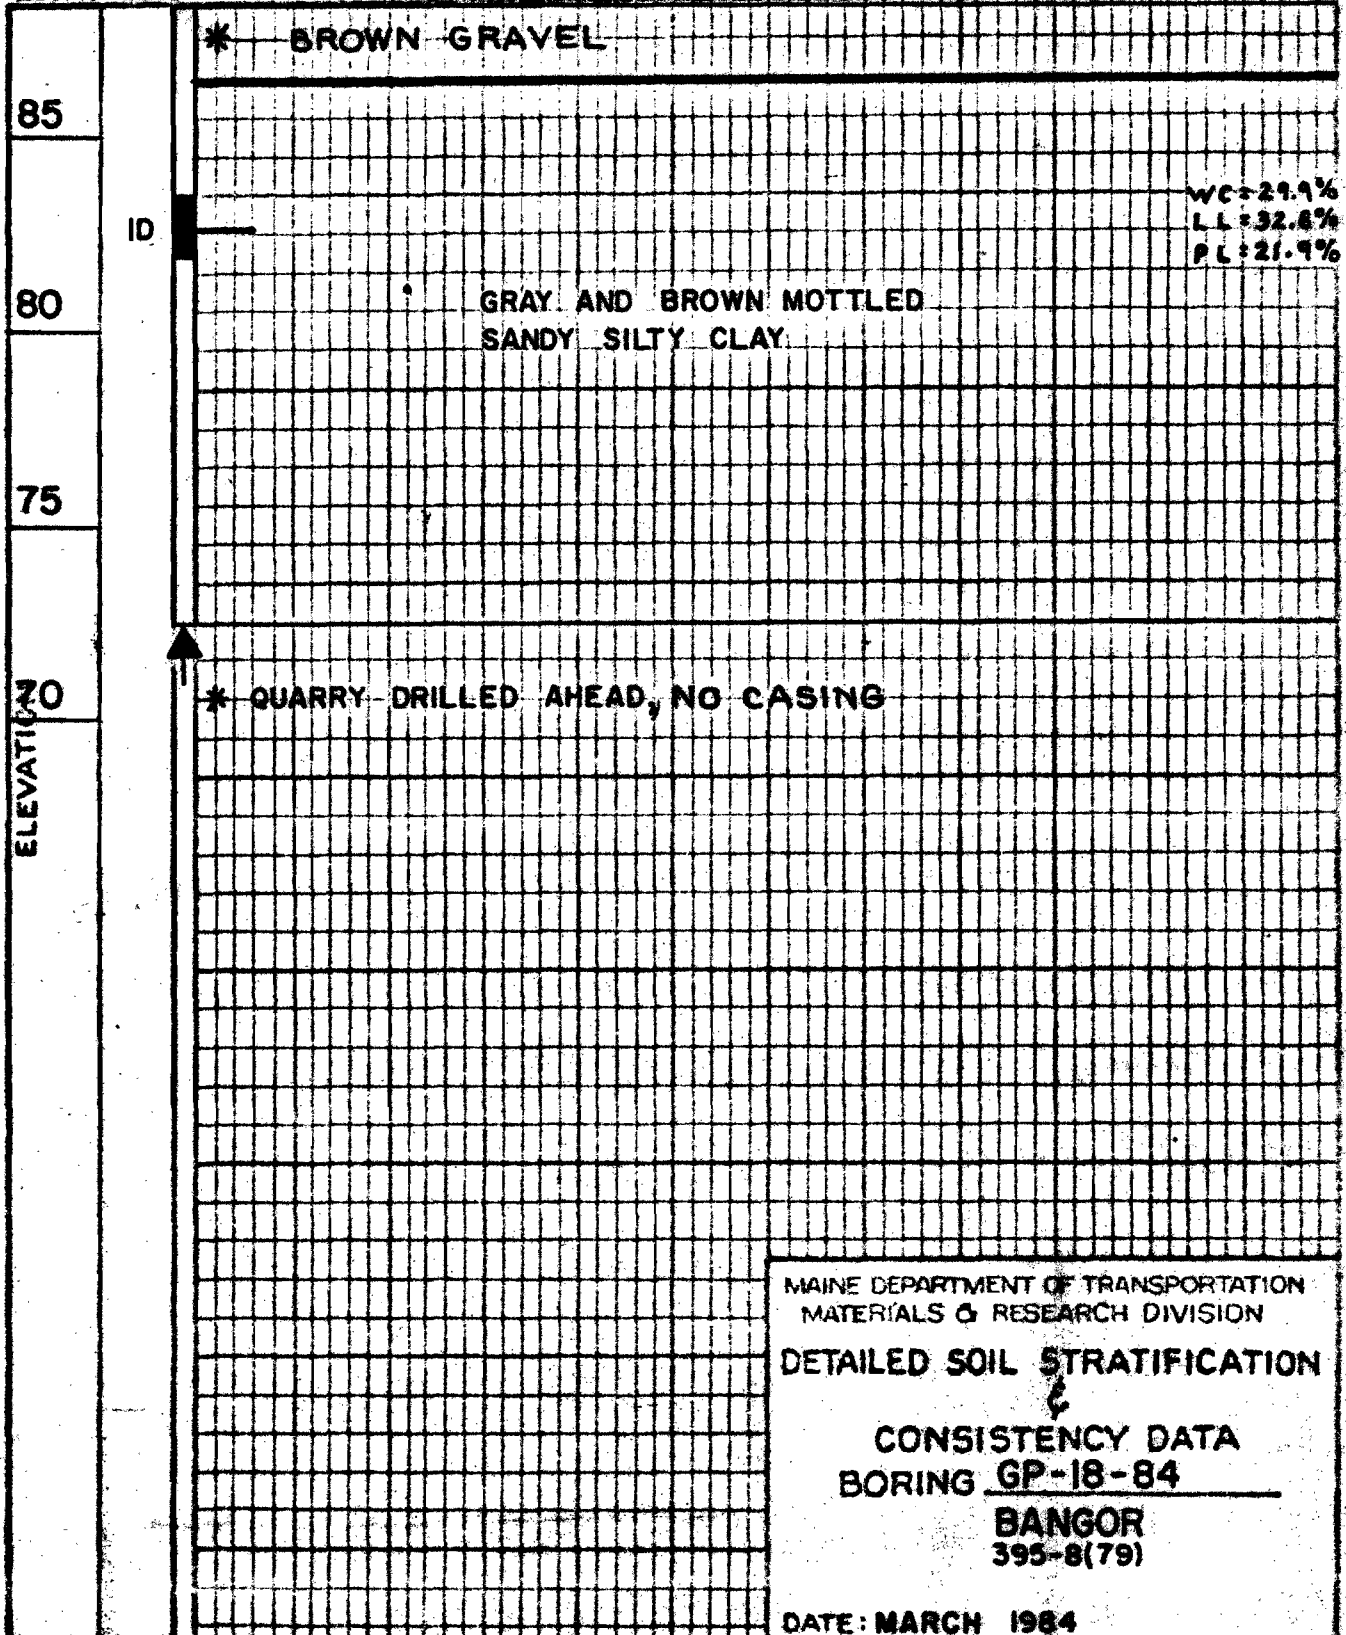 * BROWN GRAVEL
85
WC=29.9%
LL=32.8%
PL=21.9%
1D
80
GRAY AND BROWN MOTTLED
SANDY SILTY CLAY
75
70
* QUARRY DRILLED AHEAD, NO CASING
ELEVATION
MAINE DEPARTMENT OF TRANSPORTATION
MATERIALS & RESEARCH DIVISION
DETAILED SOIL STRATIFICATION
&
CONSISTENCY DATA
BORING GP-18-84
BANGOR
395-8(79)
DATE: MARCH 1984